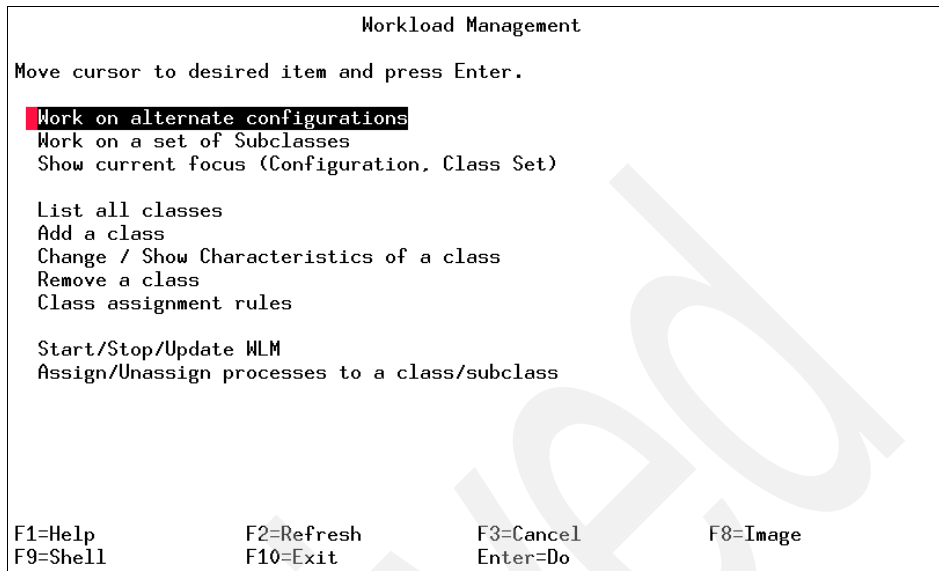 Workload Management
Move cursor to desired item and press Enter.
Work on alternate configurations
Work on a set of Subclasses
Show current focus (Configuration, Class Set)
List all classes
Add a class
Change / Show Characteristics of a class
Remove a class
Class assignment rules
Start/Stop/Update WLM
Assign/Unassign processes to a class/subclass
F1=Help F2=Refresh F3=Cancel F8=Image
F9=Shell F10=Exit Enter=Do